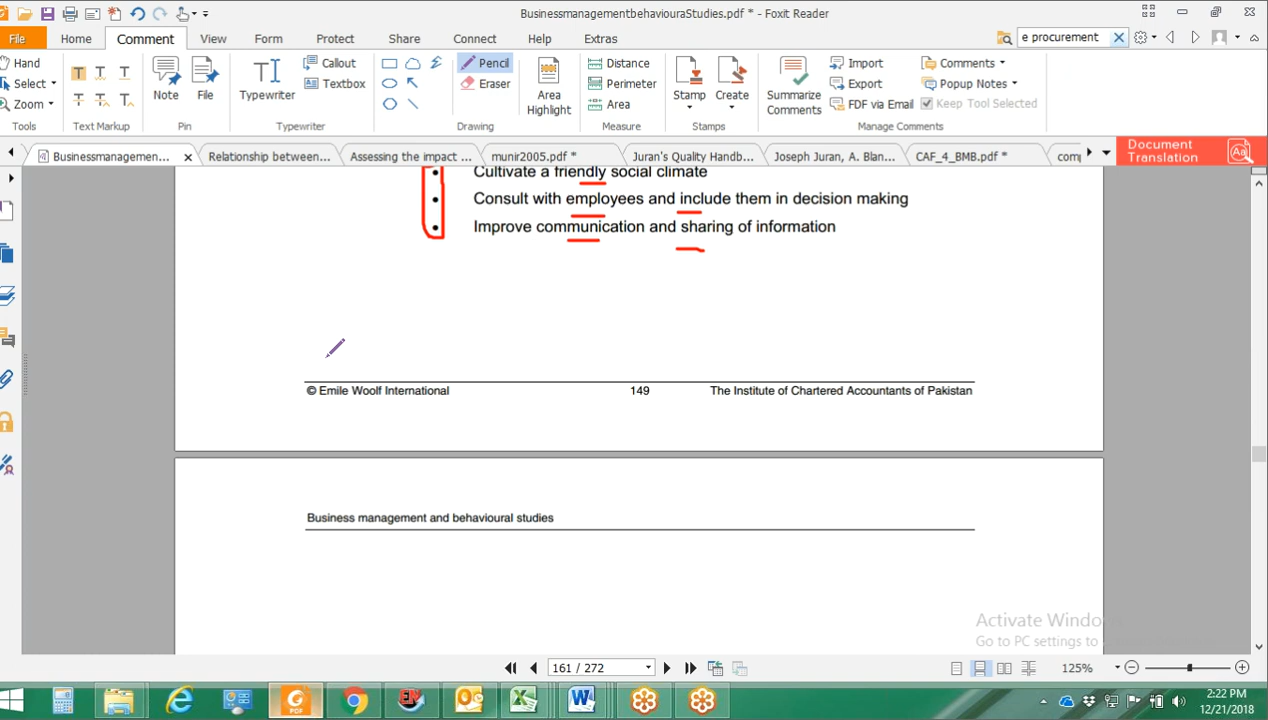 BusinessmanagementbehaviouraStudies.pdf * - Foxit Reader
File Home Comment View Form Protect Share Connect Help Extras e procurement
Hand Callout Pencil Distance Import Comments
Select Textbox Eraser Perimeter Export Popup Notes
Zoom Note File Typewriter Area Highlight Area Stamp Create Summarize Comments FDF via Email Keep Tool Selected
Tools Text Markup Pin Typewriter Drawing Measure Stamps Manage Comments
Businessmanagemen... Relationship between... Assessing the impact ... munir2005.pdf * Juran's Quality Handb... Joseph Juran, A. Blan... CAF_4_BMB.pdf * com
Document
Translation
Cultivate a friendly social climate
• Consult with employees and include them in decision making
• Improve communication and sharing of information
© Emile Woolf International 149 The Institute of Chartered Accountants of Pakistan
Business management and behavioural studies
Activate Windo
Go to PC settings to
161 / 272 125%
2:22 PM
12/21/2018